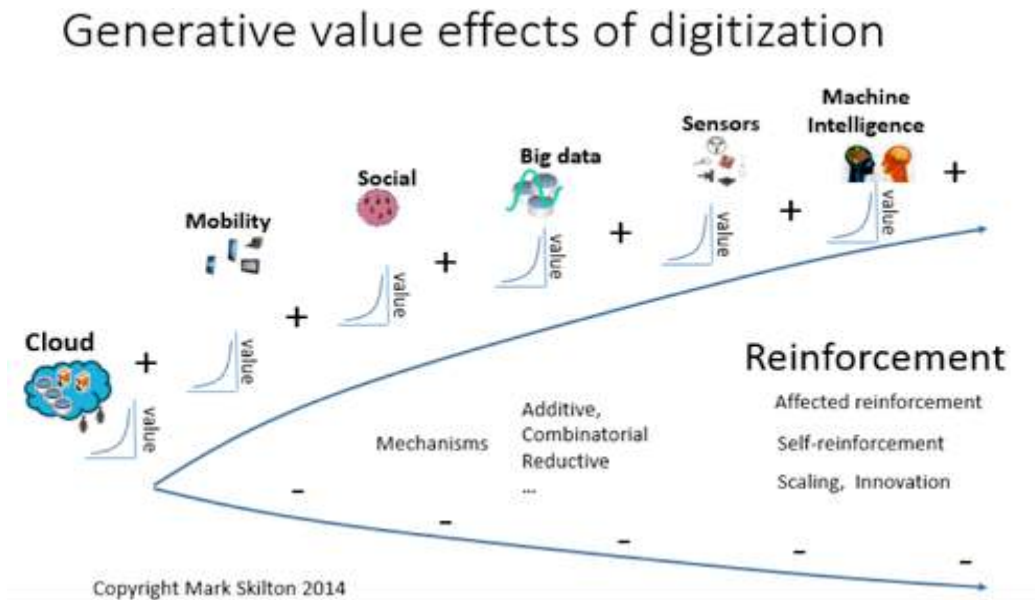 Generative value effects of digitization
Machine
Intelligence
Sensors
Big data
Social
Mobility
Cloud
+
+
+
+
+
+
value
value
value
value
value
value
Reinforcement
Affected reinforcement
Self-reinforcement
Scaling, Innovation
Mechanisms
Additive,
Combinatorial
Reductive
...
-
-
-
-
-
Copyright Mark Skilton 2014